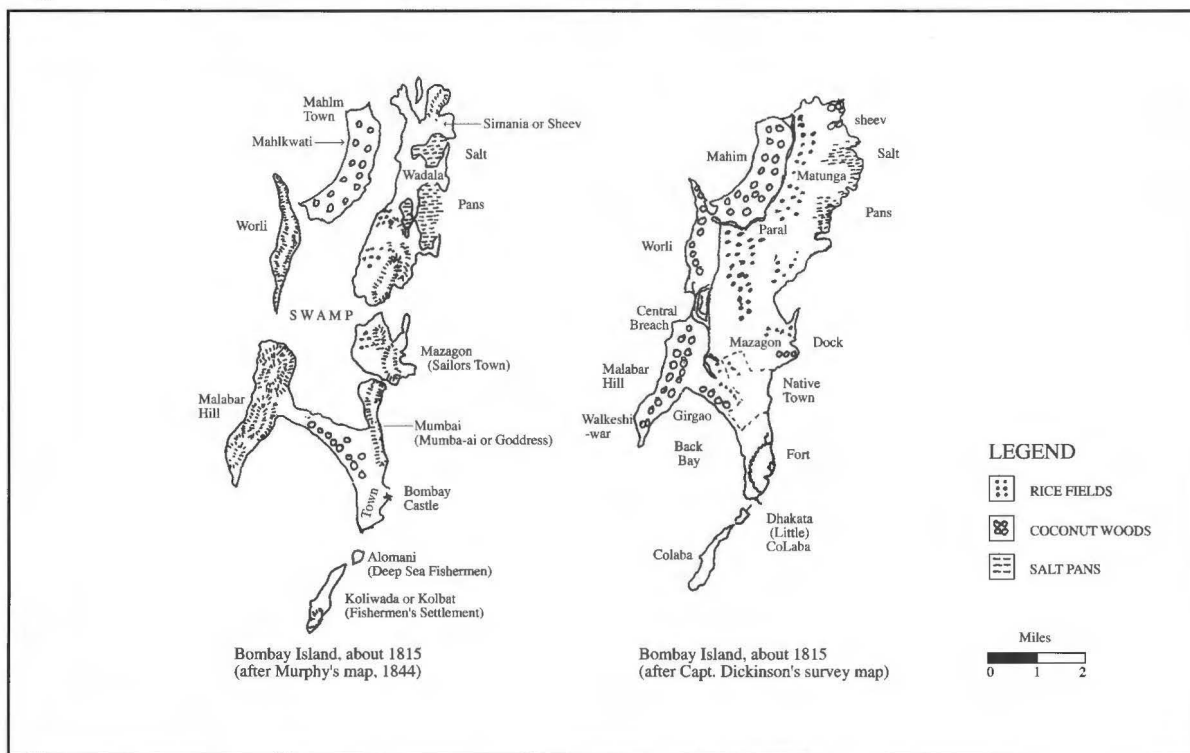 Mahlm
Town
Mahlkwati
Simania or Sheev
Salt
Wadala
Pans
Worli
SWAMP
Mazagon
(Sailors Town)
Malabar
Hill
Mumbai
(Mumba-ai or Goddress)
Town
Bombay
Castle
Alomani
(Deep Sea Fishermen)
Koliwada or Kolbat
(Fishermen's Settlement)
Bombay Island, about 1815
(after Murphy's map, 1844)
sheev
Mahim
Salt
Matunga
Pans
Paral
Worli
Central
Breach
Mazagon
Dock
Malabar
Hill
Native
Town
Walkeshi
-war
Girgao
Back
Bay
Fort
Dhakata
(Little)
CoLaba
Colaba
Bombay Island, about 1815
(after Capt. Dickinson's survey map)
LEGEND
RICE FIELDS
COCONUT WOODS
SALT PANS
Miles
0 1 2